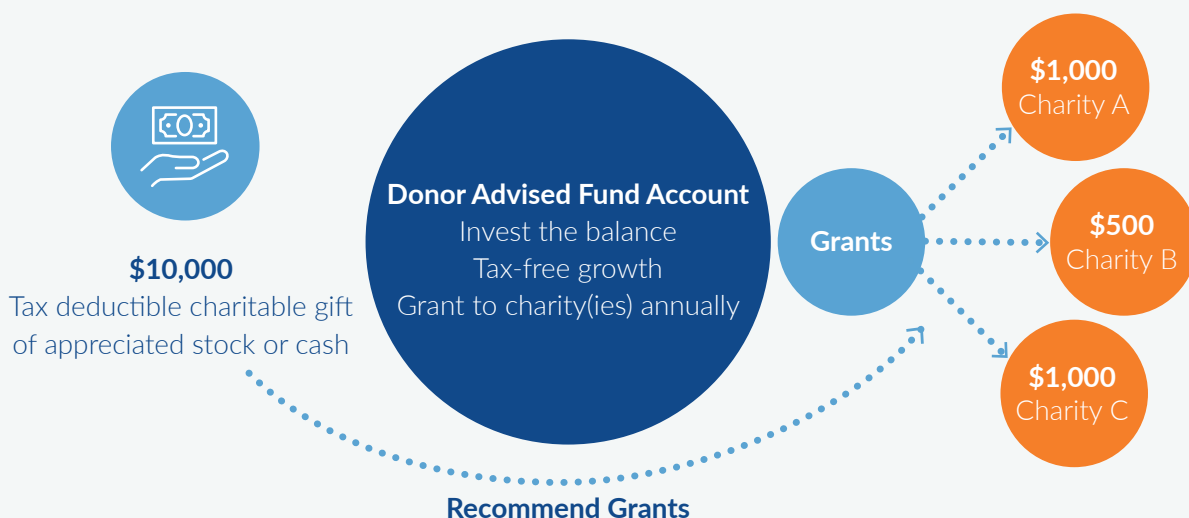 $10,000
Tax deductible charitable gift
of appreciated stock or cash
Donor Advised Fund Account
Invest the balance
Tax-free growth
Grant to charity(ies) annually
Recommend Grants
Grants
$1,000
Charity A
$500
Charity B
$1,000
Charity C